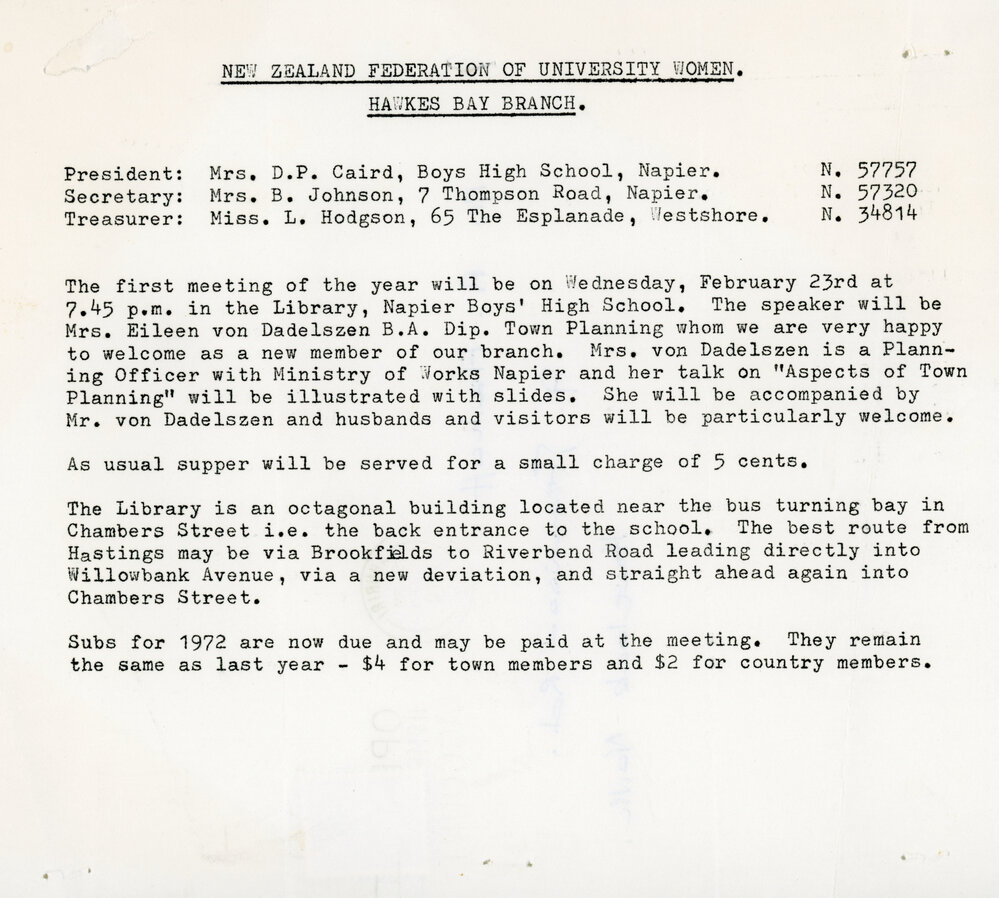 NEW ZEALAND FEDERATION OF UNIVERSITY WOMEN.
HAWKES BAY BRANCH.
President: Mrs. D.P. Caird, Boys High School, Napier. N. 57757
Secretary: Mrs. B. Johnson, 7 Thompson Road, Napier. N. 57320
Treasurer: Miss. L. Hodgson, 65 The Esplanade, Westshore. N. 34814
The first meeting of the year will be on Wednesday, February 23rd at
7.45 p.m. in the Library, Napier Boys' High School. The speaker will be
Mrs. Eileen von Dadelszen B.A. Dip. Town Planning whom we are very happy
to welcome as a new member of our branch. Mrs. von Dadelszen is a Plann-
ing Officer with Ministry of Works Napier and her talk on "Aspects of Town
Planning" will be illustrated with slides. She will be accompanied by
Mr. von Dadelszen and husbands and visitors will be particularly welcome.
As usual supper will be served for a small charge of 5 cents.
The Library is an octagonal building located near the bus turning bay in
Chambers Street i.e. the back entrance to the school. The best route from
Hastings may be via Brookfields to Riverbend Road leading directly into
Willowbank Avenue, via a new deviation, and straight ahead again into
Chambers Street.
Subs for 1972 are now due and may be paid at the meeting. They remain
the same as last year - $4 for town members and $2 for country members.